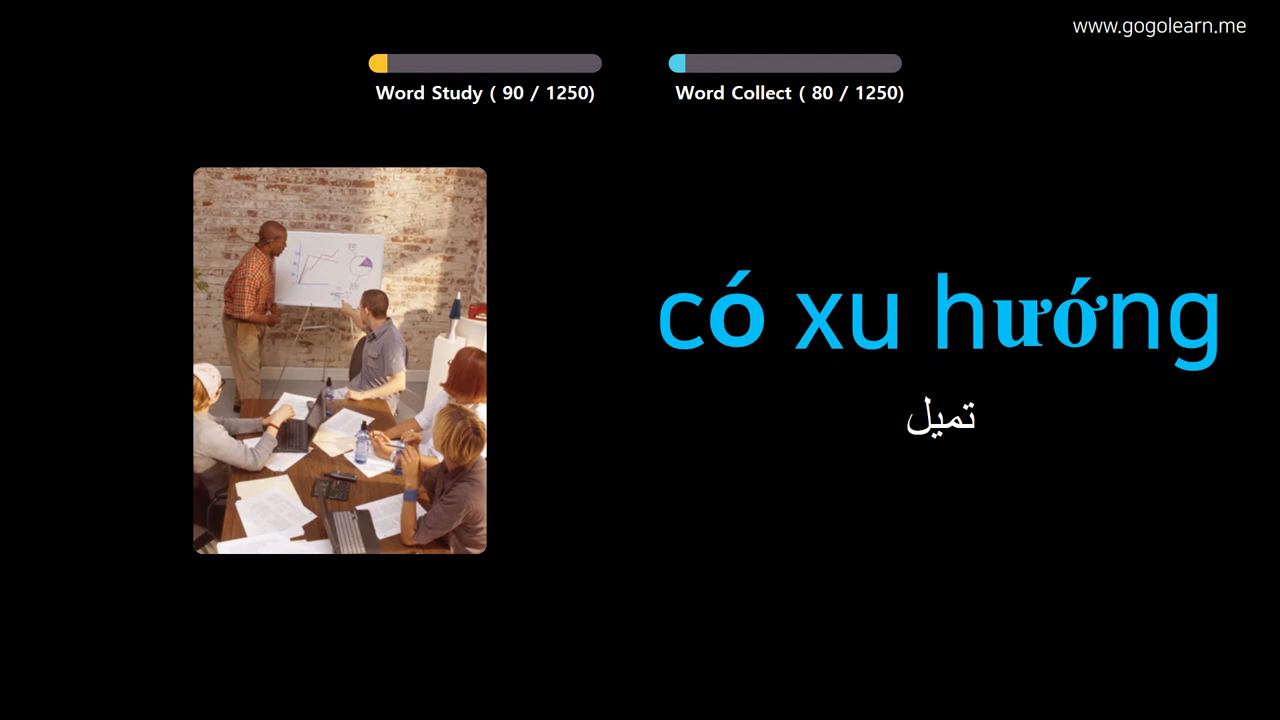 www.gogolearn.me
Word Study ( 90 / 1250)
Word Collect ( 80 / 1250)
có xu hướng
تميل